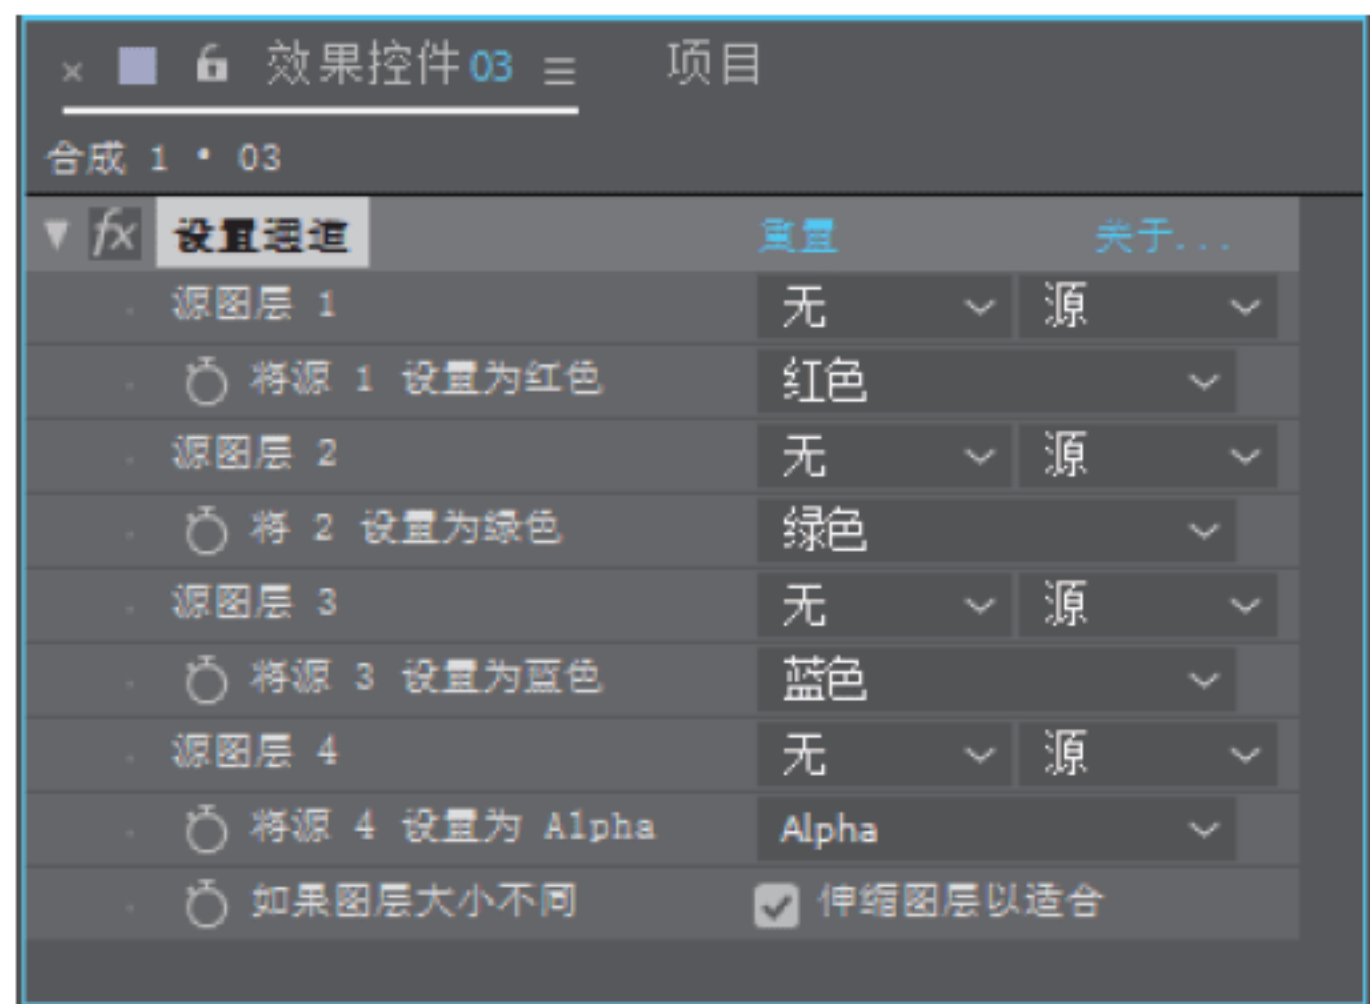 效果控件 03 项目
合成 1 • 03
fx 设置通道 重置 关于...
源图层 1 无 源
将源 1 设置为红色 红色
源图层 2 无 源
将 2 设置为绿色 绿色
源图层 3 无 源
将源 3 设置为蓝色 蓝色
源图层 4 无 源
将源 4 设置为 Alpha Alpha
如果图层大小不同 伸缩图层以适合